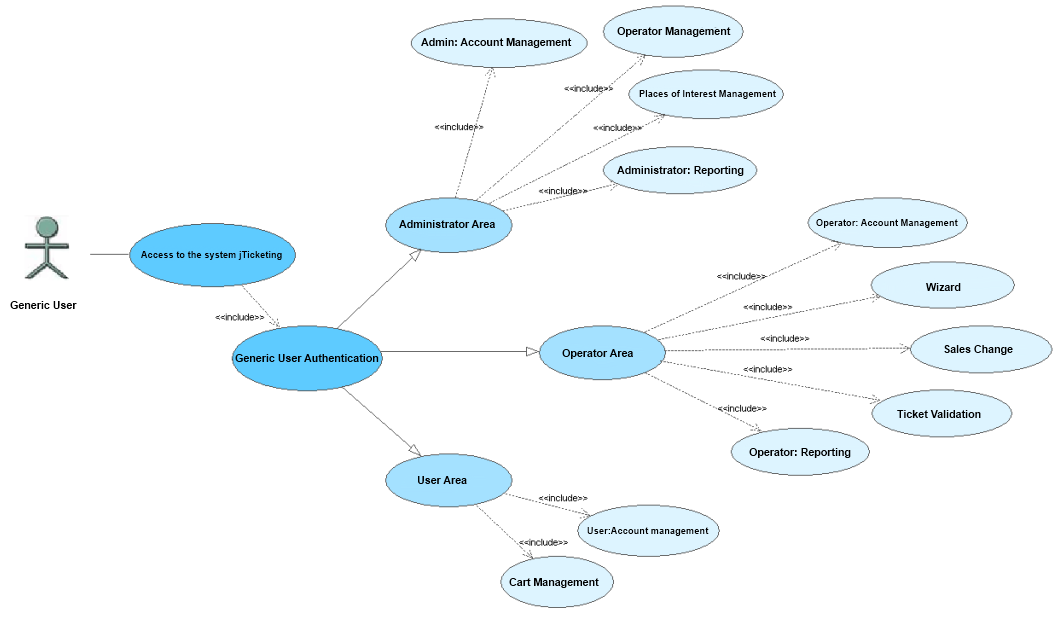 Operator Management
Admin: Account Management
<<include>>
Places of Interest Management
<<include>>
<<include>>
Administrator: Reporting
<<include>>
Administrator Area
Operator: Account Management
Access to the system jTicketing
<<include>>
Wizard
Generic User
<<include>>
<<include>>
<<include>>
Sales Change
Generic User Authentication
Operator Area
<<include>>
<<include>>
Ticket Validation
Operator: Reporting
User Area
<<include>>
User:Account management
<<include>>
Cart Management